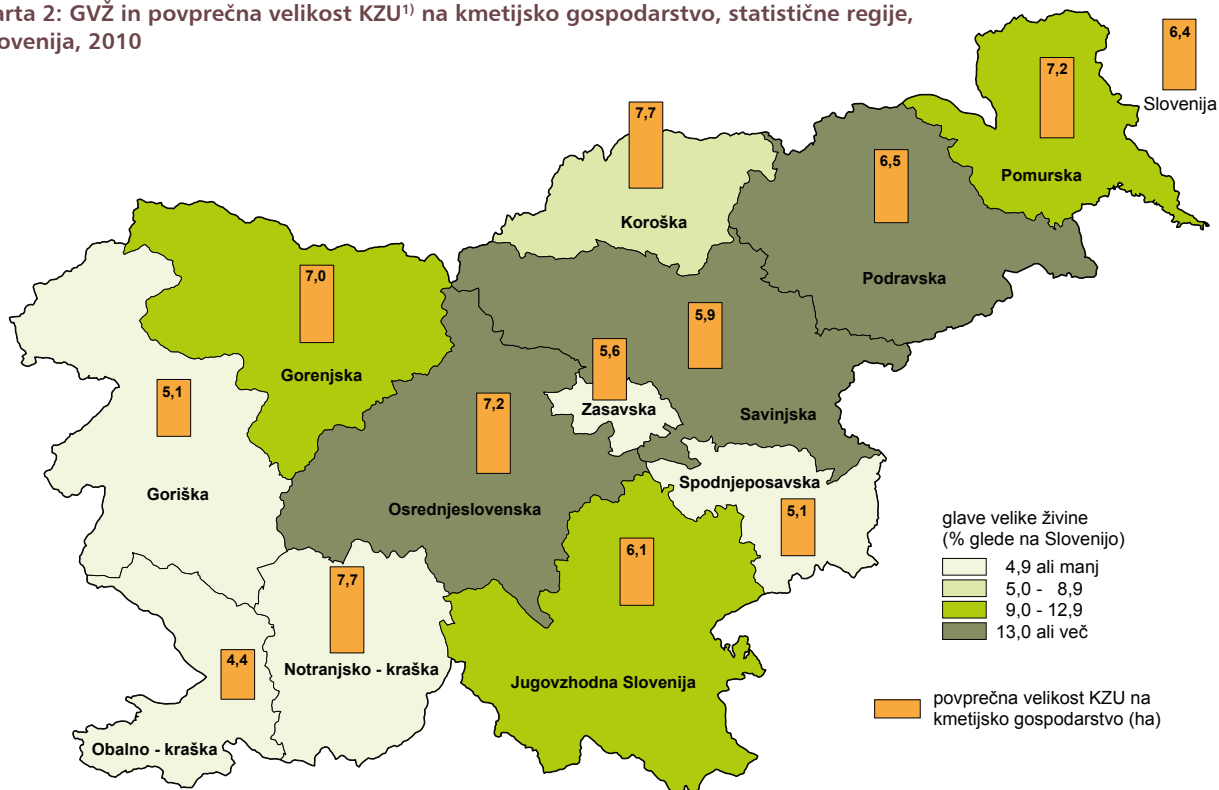 arta 2: GVŽ in povprečna velikost KZU¹⁾ na kmetijsko gospodarstvo, statistične regije,
ovenija, 2010
6,4
Slovenija
7,2
Pomurska
7,7
Koroška
6,5
Podravska
7,0
Gorenjska
5,9
Savinjska
5,6
Zasavska
5,1
Goriška
7,2
Osrednjeslovenska
Spodnjeposavska
5,1
6,1
Jugovzhodna Slovenija
7,7
Notranjsko - kraška
4,4
Obalno - kraška
glave velike živine
(% glede na Slovenijo)
4,9 ali manj
5,0 - 8,9
9,0 - 12,9
13,0 ali več
povprečna velikost KZU na
kmetijsko gospodarstvo (ha)